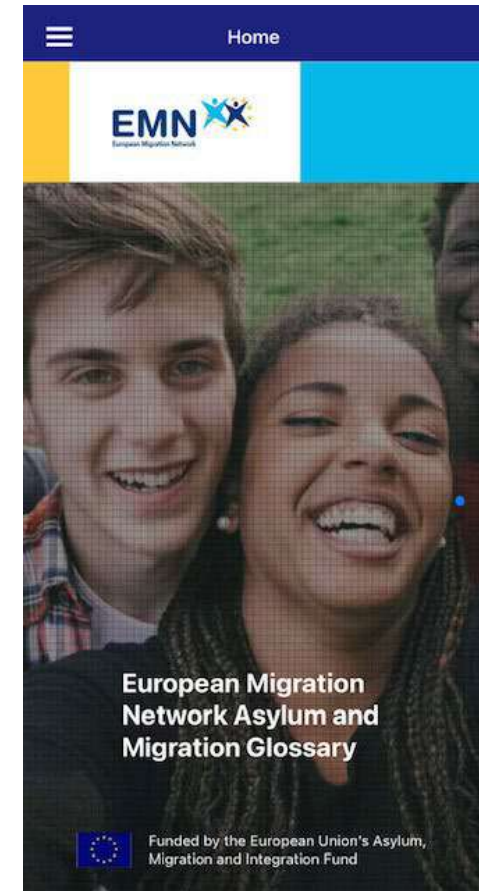 Home
EMN
European Migration Network
European Migration
Network Asylum and
Migration Glossary
Funded by the European Union's Asylum,
Migration and Integration Fund